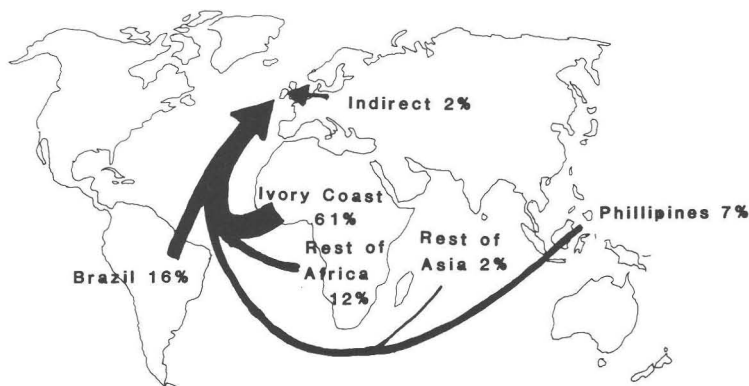 Indirect 2%
Ivory Coast
61%
Phillipines 7%
Rest of
Asia 2%
Rest of
Africa
12%
Brazil 16%